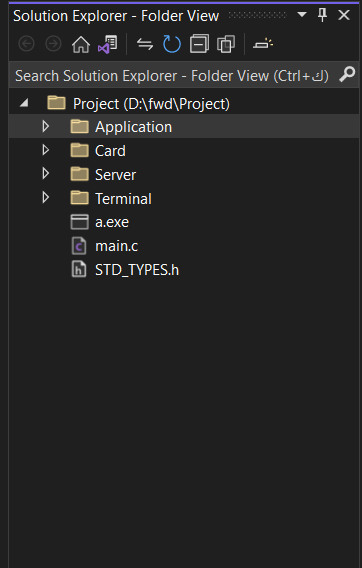 Solution Explorer - Folder View
Search Solution Explorer - Folder View (Ctrl+ك)
Project (D:\fwd\Project)
Application
Card
Server
Terminal
a.exe
main.c
STD_TYPES.h